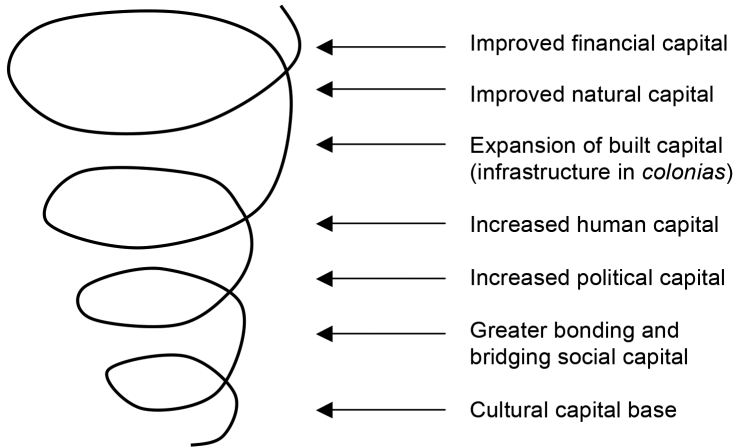 Improved financial capital
Improved natural capital
Expansion of built capital
(infrastructure in colonias)
Increased human capital
Increased political capital
Greater bonding and
bridging social capital
Cultural capital base